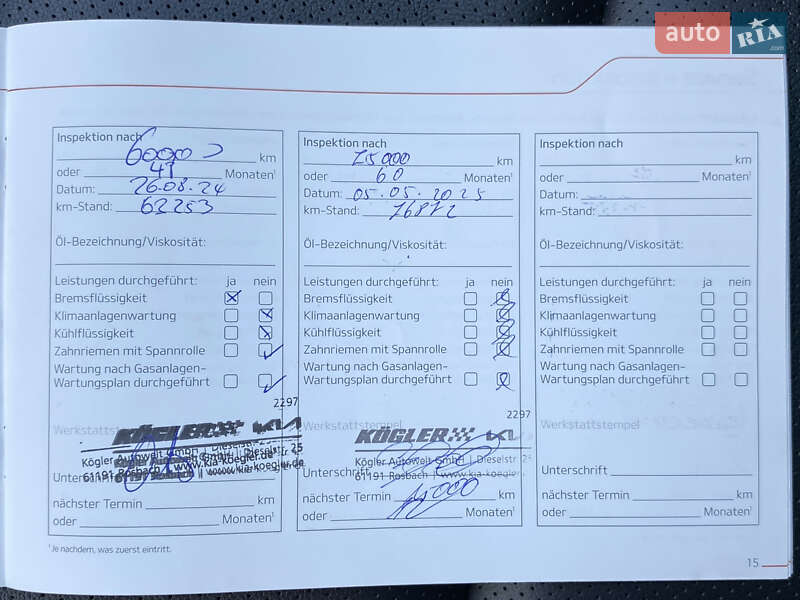 auto RIA .com
Inspektion nach
60000 km
oder 41 Monaten¹
Datum: 26.08.24
km-Stand: 63253
Öl-Bezeichnung/Viskosität:
Leistungen durchgeführt: ja nein
Bremsflüssigkeit
Klimaanlagenwartung
Kühlflüssigkeit
Zahnriemen mit Spannrolle
Wartung nach Gasanlagen-
Wartungsplan durchgeführt
2297
Werkstattstempel
KÖGLER KIA
Kögler Autowelt GmbH | Dieselstr. 25
61191 Rosbach | www.kia-koegler.de
Unterschrift
nächster Termin km
oder Monaten¹
Inspektion nach
75000 km
oder 60 Monaten¹
Datum: 05.05.2025
km-Stand: 76872
Öl-Bezeichnung/Viskosität:
Leistungen durchgeführt: ja nein
Bremsflüssigkeit
Klimaanlagenwartung
Kühlflüssigkeit
Zahnriemen mit Spannrolle
Wartung nach Gasanlagen-
Wartungsplan durchgeführt
2297
Werkstattstempel
KÖGLER KIA
Kögler Autowelt GmbH | Dieselstr. 25
61191 Rosbach | www.kia-koegler.
Unterschrift
nächster Termin km
oder Monaten¹
Inspektion nach
km
oder Monaten¹
Datum:
km-Stand:
Öl-Bezeichnung/Viskosität:
Leistungen durchgeführt: ja nein
Bremsflüssigkeit
Klimaanlagenwartung
Kühlflüssigkeit
Zahnriemen mit Spannrolle
Wartung nach Gasanlagen-
Wartungsplan durchgeführt
Werkstattstempel
Unterschrift
nächster Termin km
oder Monaten¹
¹Je nachdem, was zuerst eintritt.
15